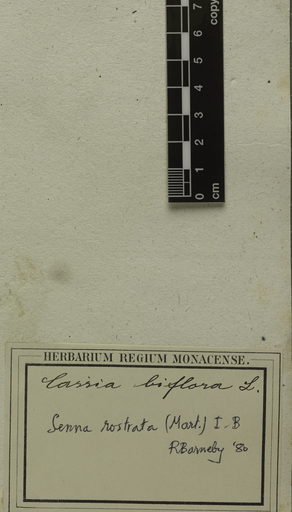 copy
7
6
5
4
3
2
1
0
cm
HERBARIUM REGIUM MONACENSE.
Cassia biflora L.
Senna rostrata (Mart.) I. B
RBarneby '80